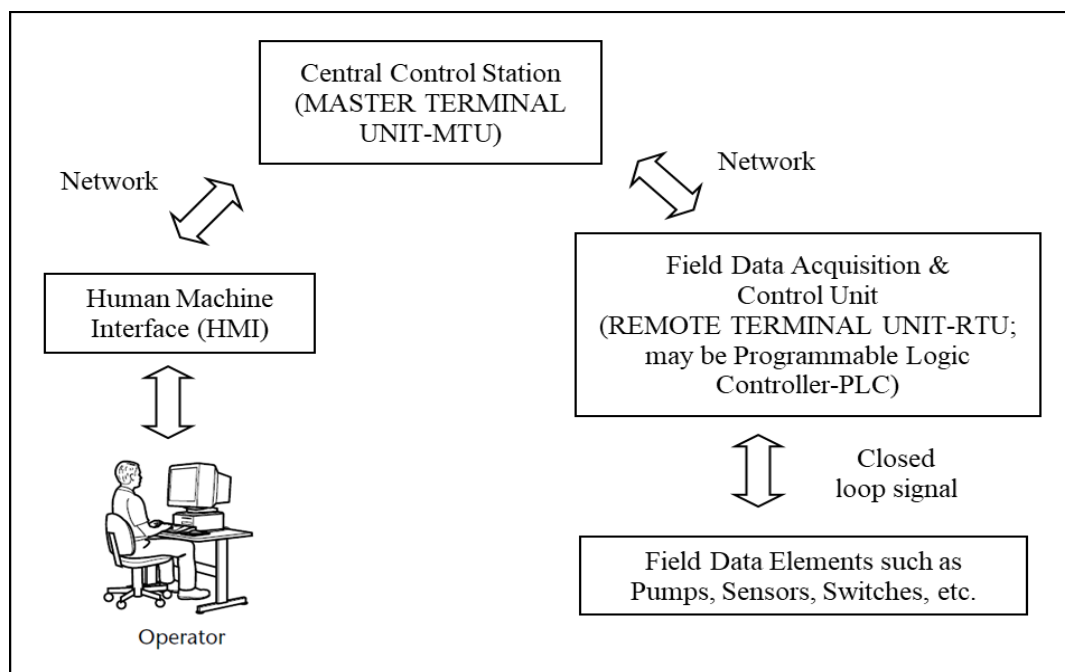 Central Control Station
(MASTER TERMINAL
UNIT-MTU)
Network
Network
Human Machine
Interface (HMI)
Field Data Acquisition &
Control Unit
(REMOTE TERMINAL UNIT-RTU;
may be Programmable Logic
Controller-PLC)
Closed
loop signal
Field Data Elements such as
Pumps, Sensors, Switches, etc.
Operator